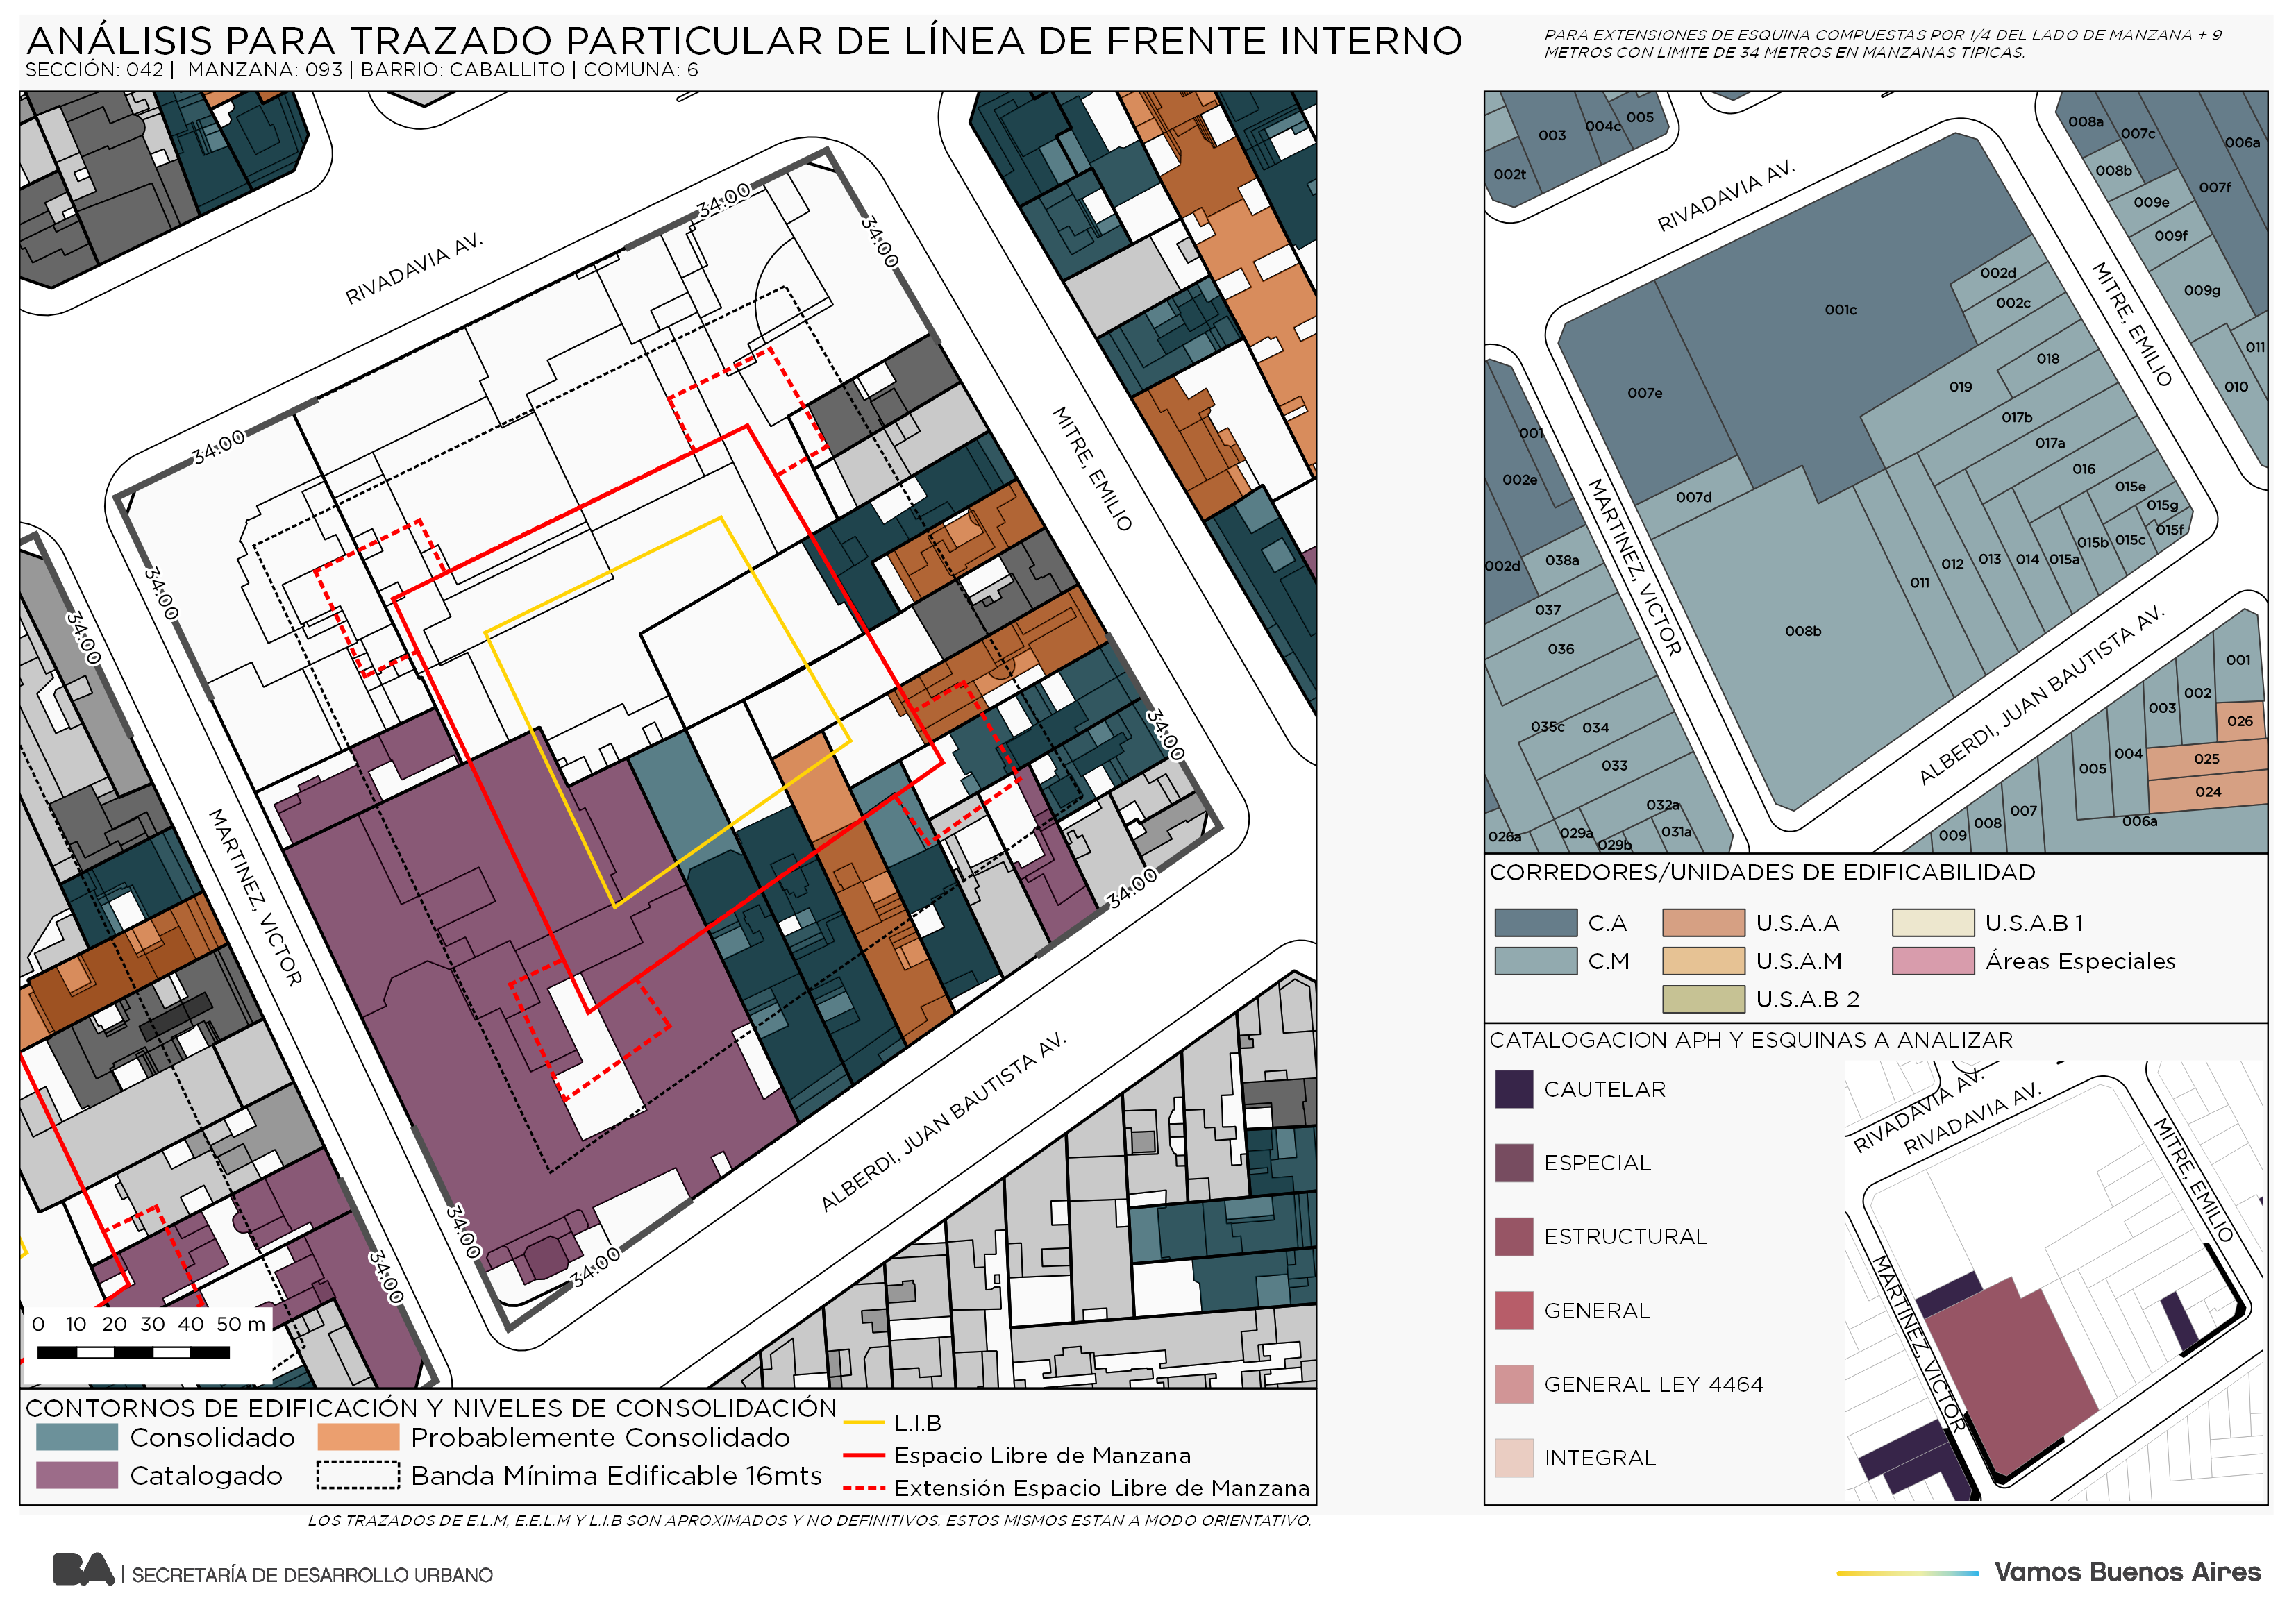 ANÁLISIS PARA TRAZADO PARTICULAR DE LÍNEA DE FRENTE INTERNO
SECCIÓN: 042 | MANZANA: 093 | BARRIO: CABALLITO | COMUNA: 6
PARA EXTENSIONES DE ESQUINA COMPUESTAS POR 1/4 DEL LADO DE MANZANA + 9
METROS CON LIMITE DE 34 METROS EN MANZANAS TIPICAS.
34:00
34:00
RIVADAVIA AV.
34:00
34:00
34:00
MITRE, EMILIO
34:00
MARTINEZ, VICTOR
34:00
ALBERDI, JUAN BAUTISTA AV.
34:00
34:00
34:00
0 10 20 30 40 50 m
CONTORNOS DE EDIFICACIÓN Y NIVELES DE CONSOLIDACIÓN
Consolidado
Probablemente Consolidado
Catalogado
Banda Mínima Edificable 16mts
L.I.B
Espacio Libre de Manzana
Extensión Espacio Libre de Manzana
LOS TRAZADOS DE E.L.M, E.E.L.M Y L.I.B SON APROXIMADOS Y NO DEFINITIVOS. ESTOS MISMOS ESTAN A MODO ORIENTATIVO.
003
004c
005
002t
RIVADAVIA AV.
008a
007c
006a
008b
007f
009e
009f
009g
011
010
MITRE, EMILIO
002d
002c
001c
018
019
007e
017b
017a
016
015e
015g
015f
007d
001
002e
002d
038a
037
036
035c
034
033
032a
031a
029a
029b
026a
MARTINEZ, VICTOR
008b
011
012
013
014
015a
015b
015c
ALBERDI, JUAN BAUTISTA AV.
001
002
003
026
004
005
025
024
006a
007
008
009
CORREDORES/UNIDADES DE EDIFICABILIDAD
C.A
U.S.A.A
U.S.A.B 1
C.M
U.S.A.M
Áreas Especiales
U.S.A.B 2
CATALOGACION APH Y ESQUINAS A ANALIZAR
CAUTELAR
ESPECIAL
ESTRUCTURAL
GENERAL
GENERAL LEY 4464
INTEGRAL
RIVADAVIA AV.
RIVADAVIA AV.
MITRE, EMILIO
MARTINEZ, VICTOR
BA | SECRETARÍA DE DESARROLLO URBANO
Vamos Buenos Aires